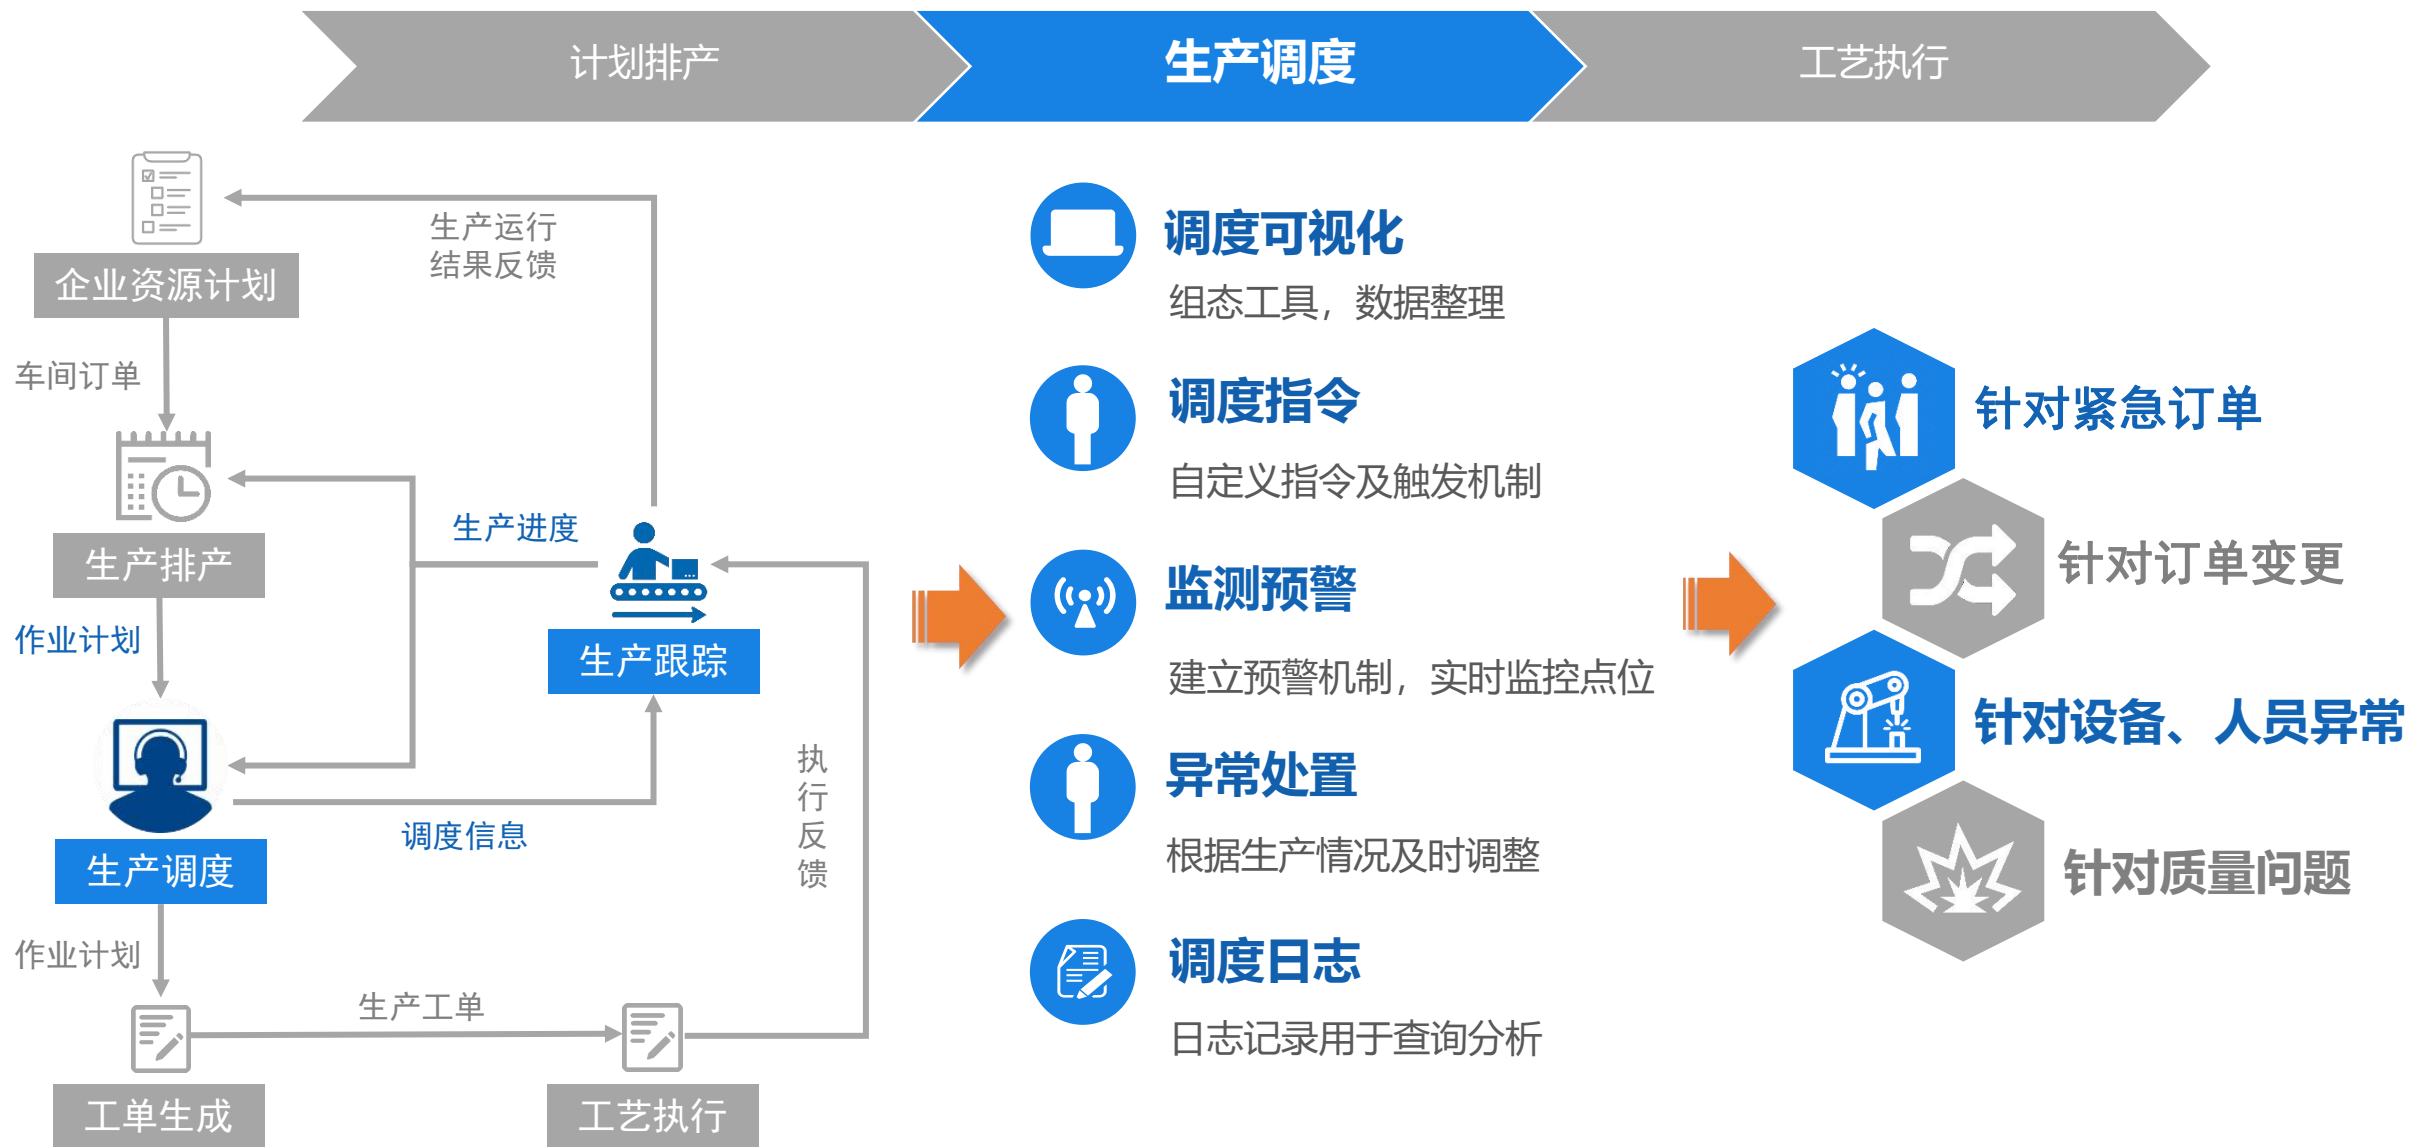 计划排产
生产调度
工艺执行
生产运行
结果反馈
企业资源计划
车间订单
生产排产
生产进度
作业计划
生产跟踪
执
行
反
馈
调度信息
生产调度
作业计划
生产工单
工单生成
工艺执行
调度可视化
组态工具，数据整理
调度指令
自定义指令及触发机制
监测预警
建立预警机制，实时监控点位
异常处置
根据生产情况及时调整
调度日志
日志记录用于查询分析
针对紧急订单
针对订单变更
针对设备、人员异常
针对质量问题